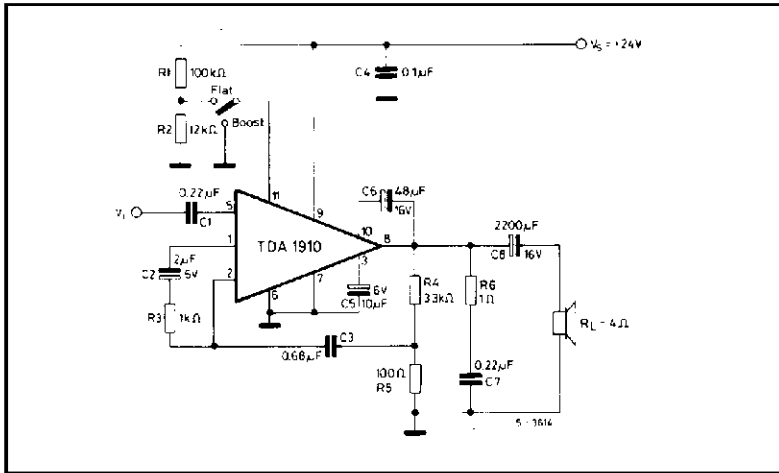 Vs = +24V
R1
100kΩ
C4
0.1µF
Flat
R2
12kΩ
Boost
11
C6
48µF
16V
0.22µF
Vi
5
C1
9
10
8
2200µF
TDA 1910
1
3
C8
16V
2µF
C2
5V
2
R4
33kΩ
R6
1Ω
6V
C5
10µF
7
6
R3
1kΩ
RL = 4Ω
C3
0.68µF
100Ω
R5
0.22µF
C7
S-3614